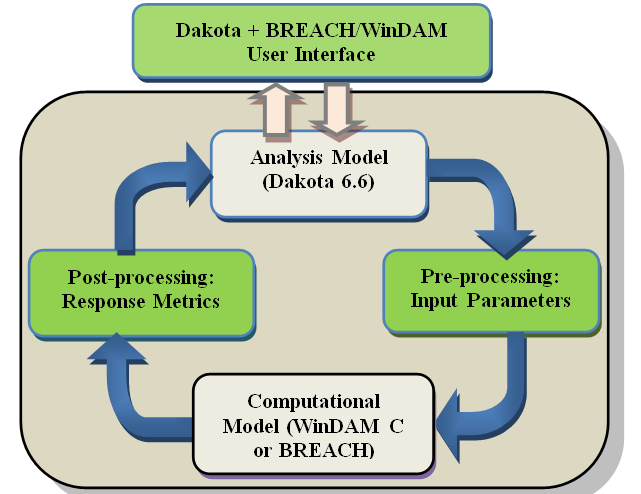 Dakota + BREACH/WinDAM
User Interface
Analysis Model
(Dakota 6.6)
Post-processing:
Response Metrics
Pre-processing:
Input Parameters
Computational
Model (WinDAM C
or BREACH)